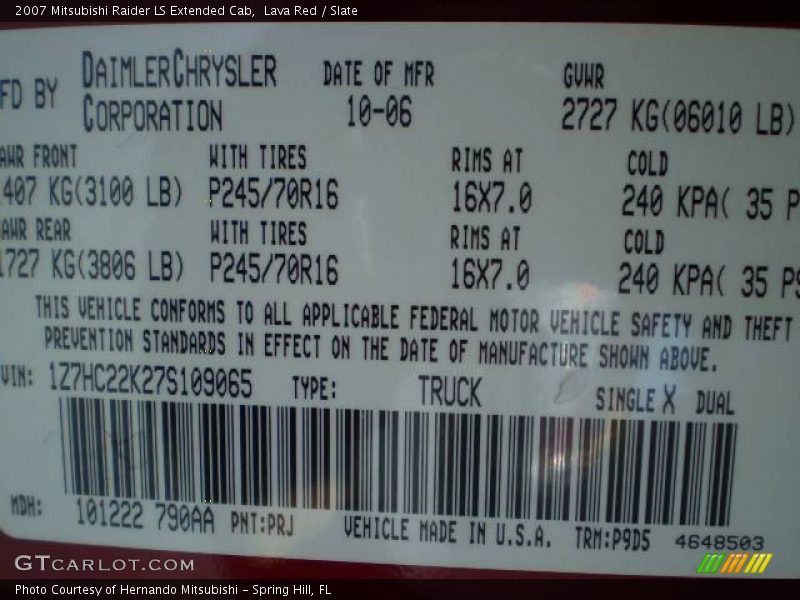 2007 Mitsubishi Raider LS Extended Cab, Lava Red / Slate
FD BY DAIMLERCHRYSLER CORPORATION DATE OF MFR 10-06 GVWR 2727 KG(06010 LB)
AWR FRONT WITH TIRES RIMS AT COLD
407 KG(3100 LB) P245/70R16 16X7.0 240 KPA( 35 P
AWR REAR WITH TIRES RIMS AT COLD
1727 KG(3806 LB) P245/70R16 16X7.0 240 KPA( 35 PS
THIS VEHICLE CONFORMS TO ALL APPLICABLE FEDERAL MOTOR VEHICLE SAFETY AND THEFT
PREVENTION STANDARDS IN EFFECT ON THE DATE OF MANUFACTURE SHOWN ABOVE.
VIN: 1Z7HC22K27S109065 TYPE: TRUCK SINGLE X DUAL
MDH: 101222 790AA PNT:PRJ VEHICLE MADE IN U.S.A. TRM:P9D5 4648503
GTCARLOT.COM
Photo Courtesy of Hernando Mitsubishi - Spring Hill, FL